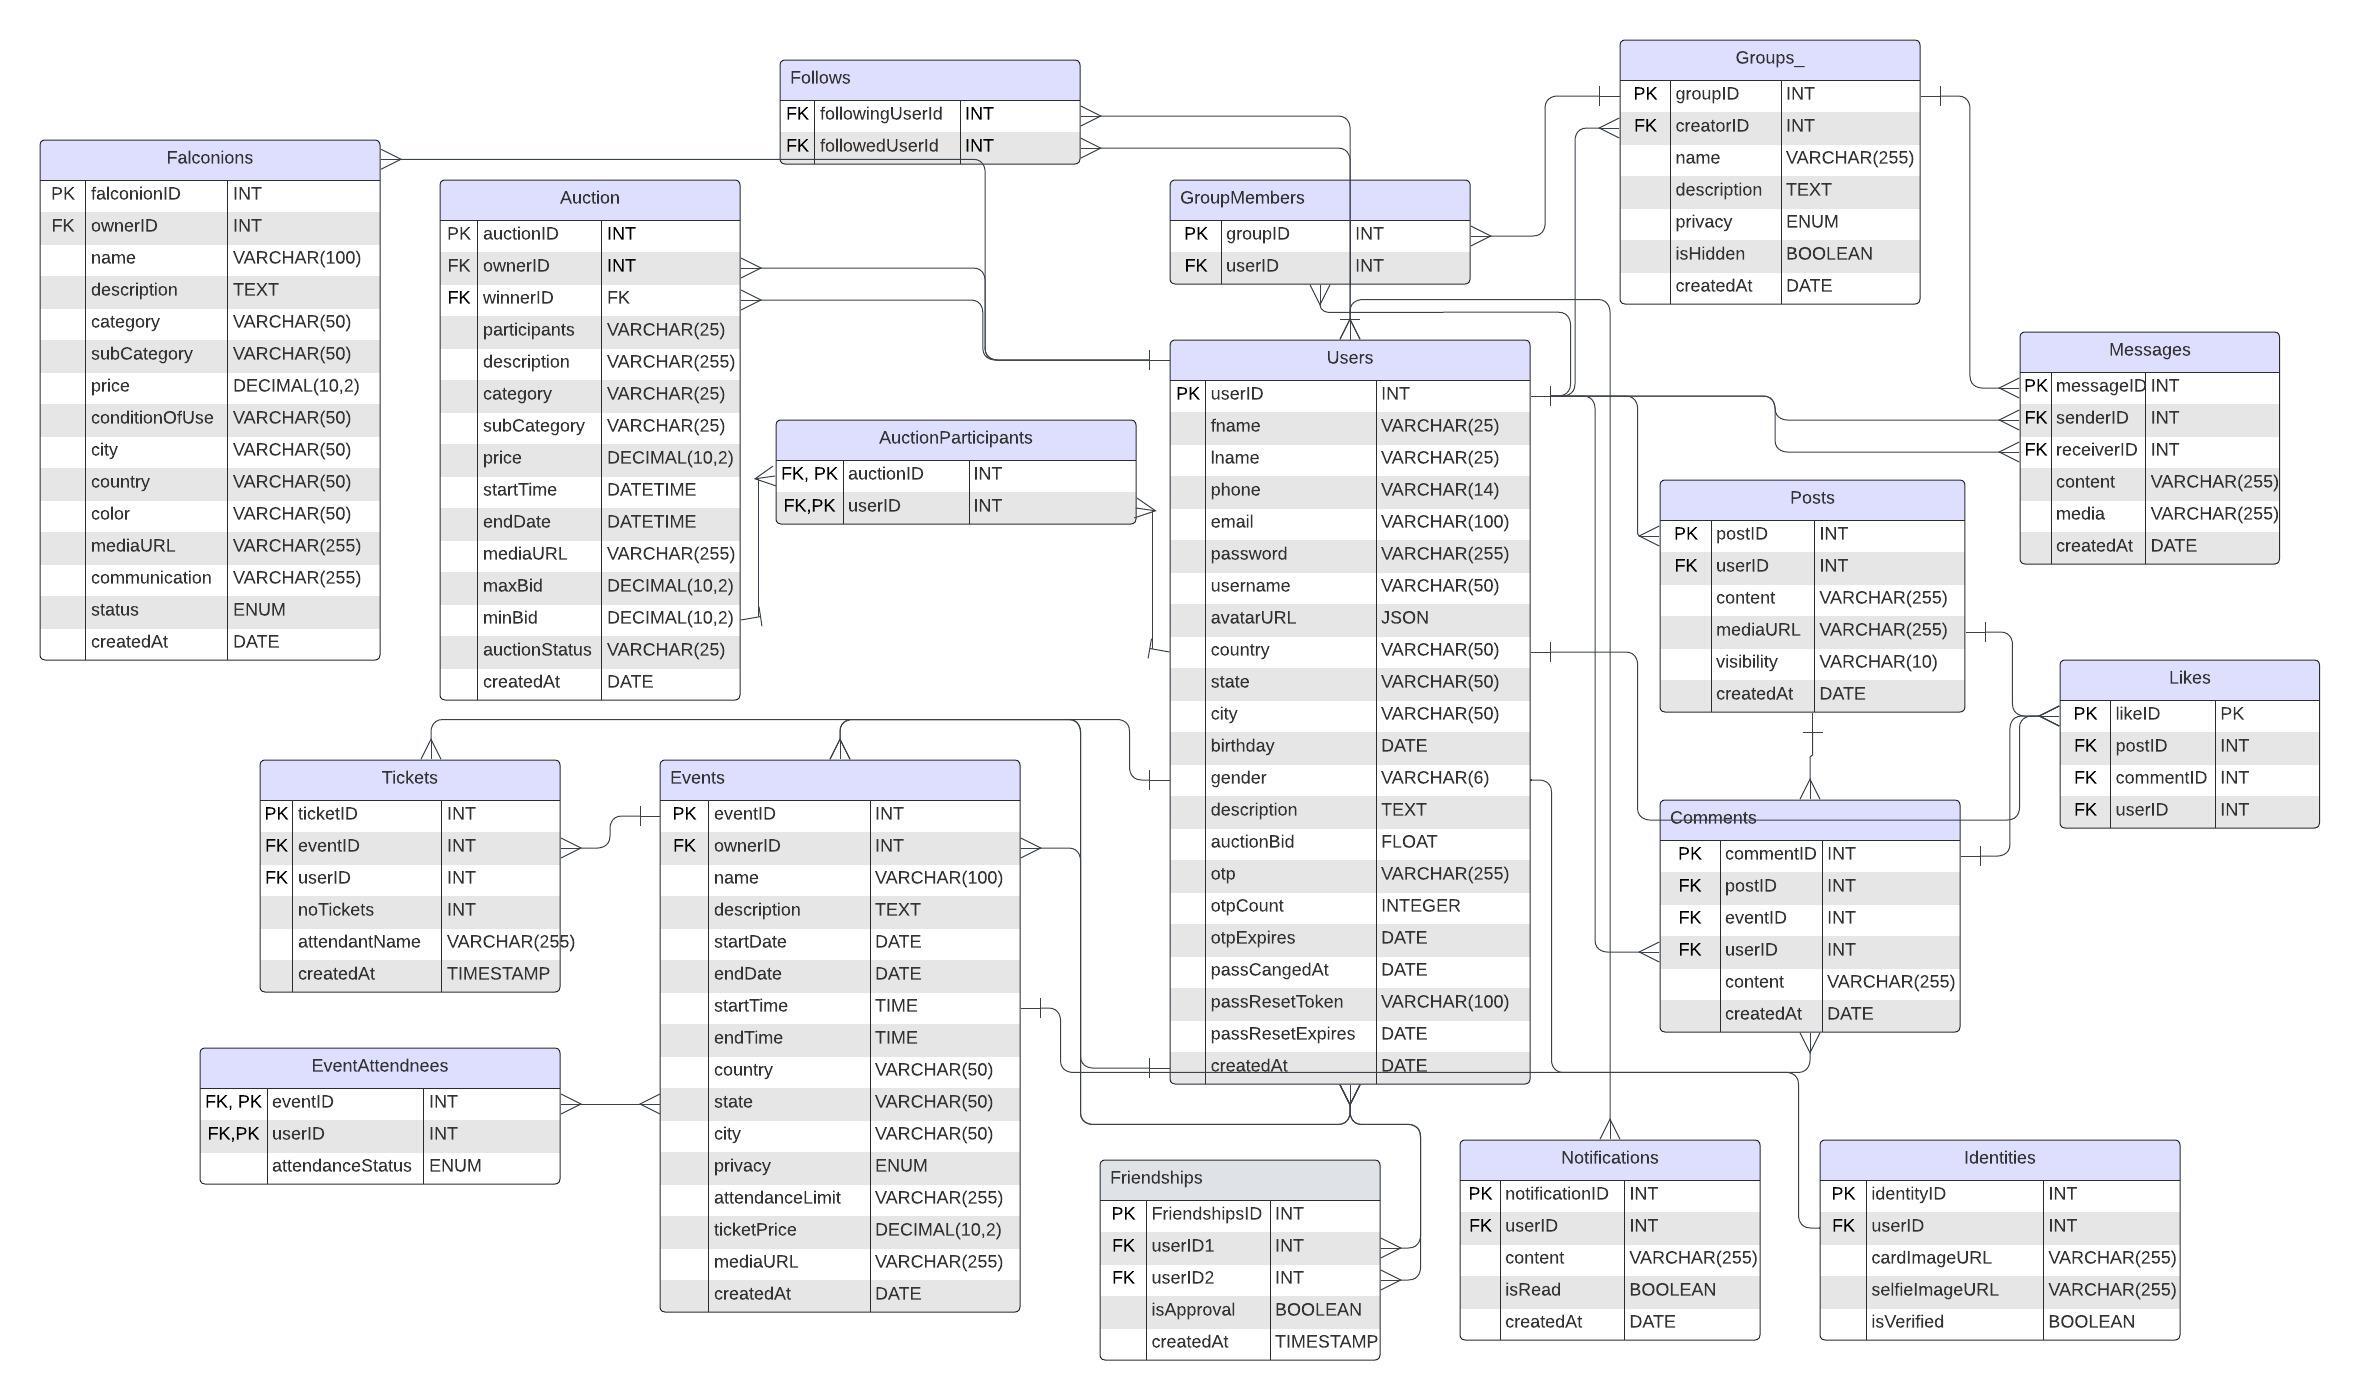 Follows
FK followingUserId INT
FK followedUserId INT
Groups_
PK groupID INT
FK creatorID INT
name VARCHAR(255)
description TEXT
privacy ENUM
isHidden BOOLEAN
createdAt DATE
Falconions
PK falconionID INT
FK ownerID INT
name VARCHAR(100)
description TEXT
category VARCHAR(50)
subCategory VARCHAR(50)
price DECIMAL(10,2)
conditionOfUse VARCHAR(50)
city VARCHAR(50)
country VARCHAR(50)
color VARCHAR(50)
mediaURL VARCHAR(255)
communication VARCHAR(255)
status ENUM
createdAt DATE
Auction
PK auctionID INT
FK ownerID INT
FK winnerID FK
participants VARCHAR(25)
description VARCHAR(255)
category VARCHAR(25)
subCategory VARCHAR(25)
price DECIMAL(10,2)
startTime DATETIME
endDate DATETIME
mediaURL VARCHAR(255)
maxBid DECIMAL(10,2)
minBid DECIMAL(10,2)
auctionStatus VARCHAR(25)
createdAt DATE
GroupMembers
PK groupID INT
FK userID INT
AuctionParticipants
FK, PK auctionID INT
FK,PK userID INT
Users
PK userID INT
fname VARCHAR(25)
lname VARCHAR(25)
phone VARCHAR(14)
email VARCHAR(100)
password VARCHAR(255)
username VARCHAR(50)
avatarURL JSON
country VARCHAR(50)
state VARCHAR(50)
city VARCHAR(50)
birthday DATE
gender VARCHAR(6)
description TEXT
auctionBid FLOAT
otp VARCHAR(255)
otpCount INTEGER
otpExpires DATE
passCangedAt DATE
passResetToken VARCHAR(100)
passResetExpires DATE
createdAt DATE
Messages
PK messageID INT
FK senderID INT
FK receiverID INT
content VARCHAR(255)
media VARCHAR(255)
createdAt DATE
Posts
PK postID INT
FK userID INT
content VARCHAR(255)
mediaURL VARCHAR(255)
visibility VARCHAR(10)
createdAt DATE
Likes
PK likeID PK
FK postID INT
FK commentID INT
FK userID INT
Comments
PK commentID INT
FK postID INT
FK eventID INT
FK userID INT
content VARCHAR(255)
createdAt DATE
Tickets
PK ticketID INT
FK eventID INT
FK userID INT
noTickets INT
attendantName VARCHAR(255)
createdAt TIMESTAMP
Events
PK eventID INT
FK ownerID INT
name VARCHAR(100)
description TEXT
startDate DATE
endDate DATE
startTime TIME
endTime TIME
country VARCHAR(50)
state VARCHAR(50)
city VARCHAR(50)
privacy ENUM
attendanceLimit VARCHAR(255)
ticketPrice DECIMAL(10,2)
mediaURL VARCHAR(255)
createdAt DATE
EventAttendnees
FK, PK eventID INT
FK,PK userID INT
attendanceStatus ENUM
Friendships
PK FriendshipsID INT
FK userID1 INT
FK userID2 INT
isApproval BOOLEAN
createdAt TIMESTAMP
Notifications
PK notificationID INT
FK userID INT
content VARCHAR(255)
isRead BOOLEAN
createdAt DATE
Identities
PK identityID INT
FK userID INT
cardImageURL VARCHAR(255)
selfieImageURL VARCHAR(255)
isVerified BOOLEAN